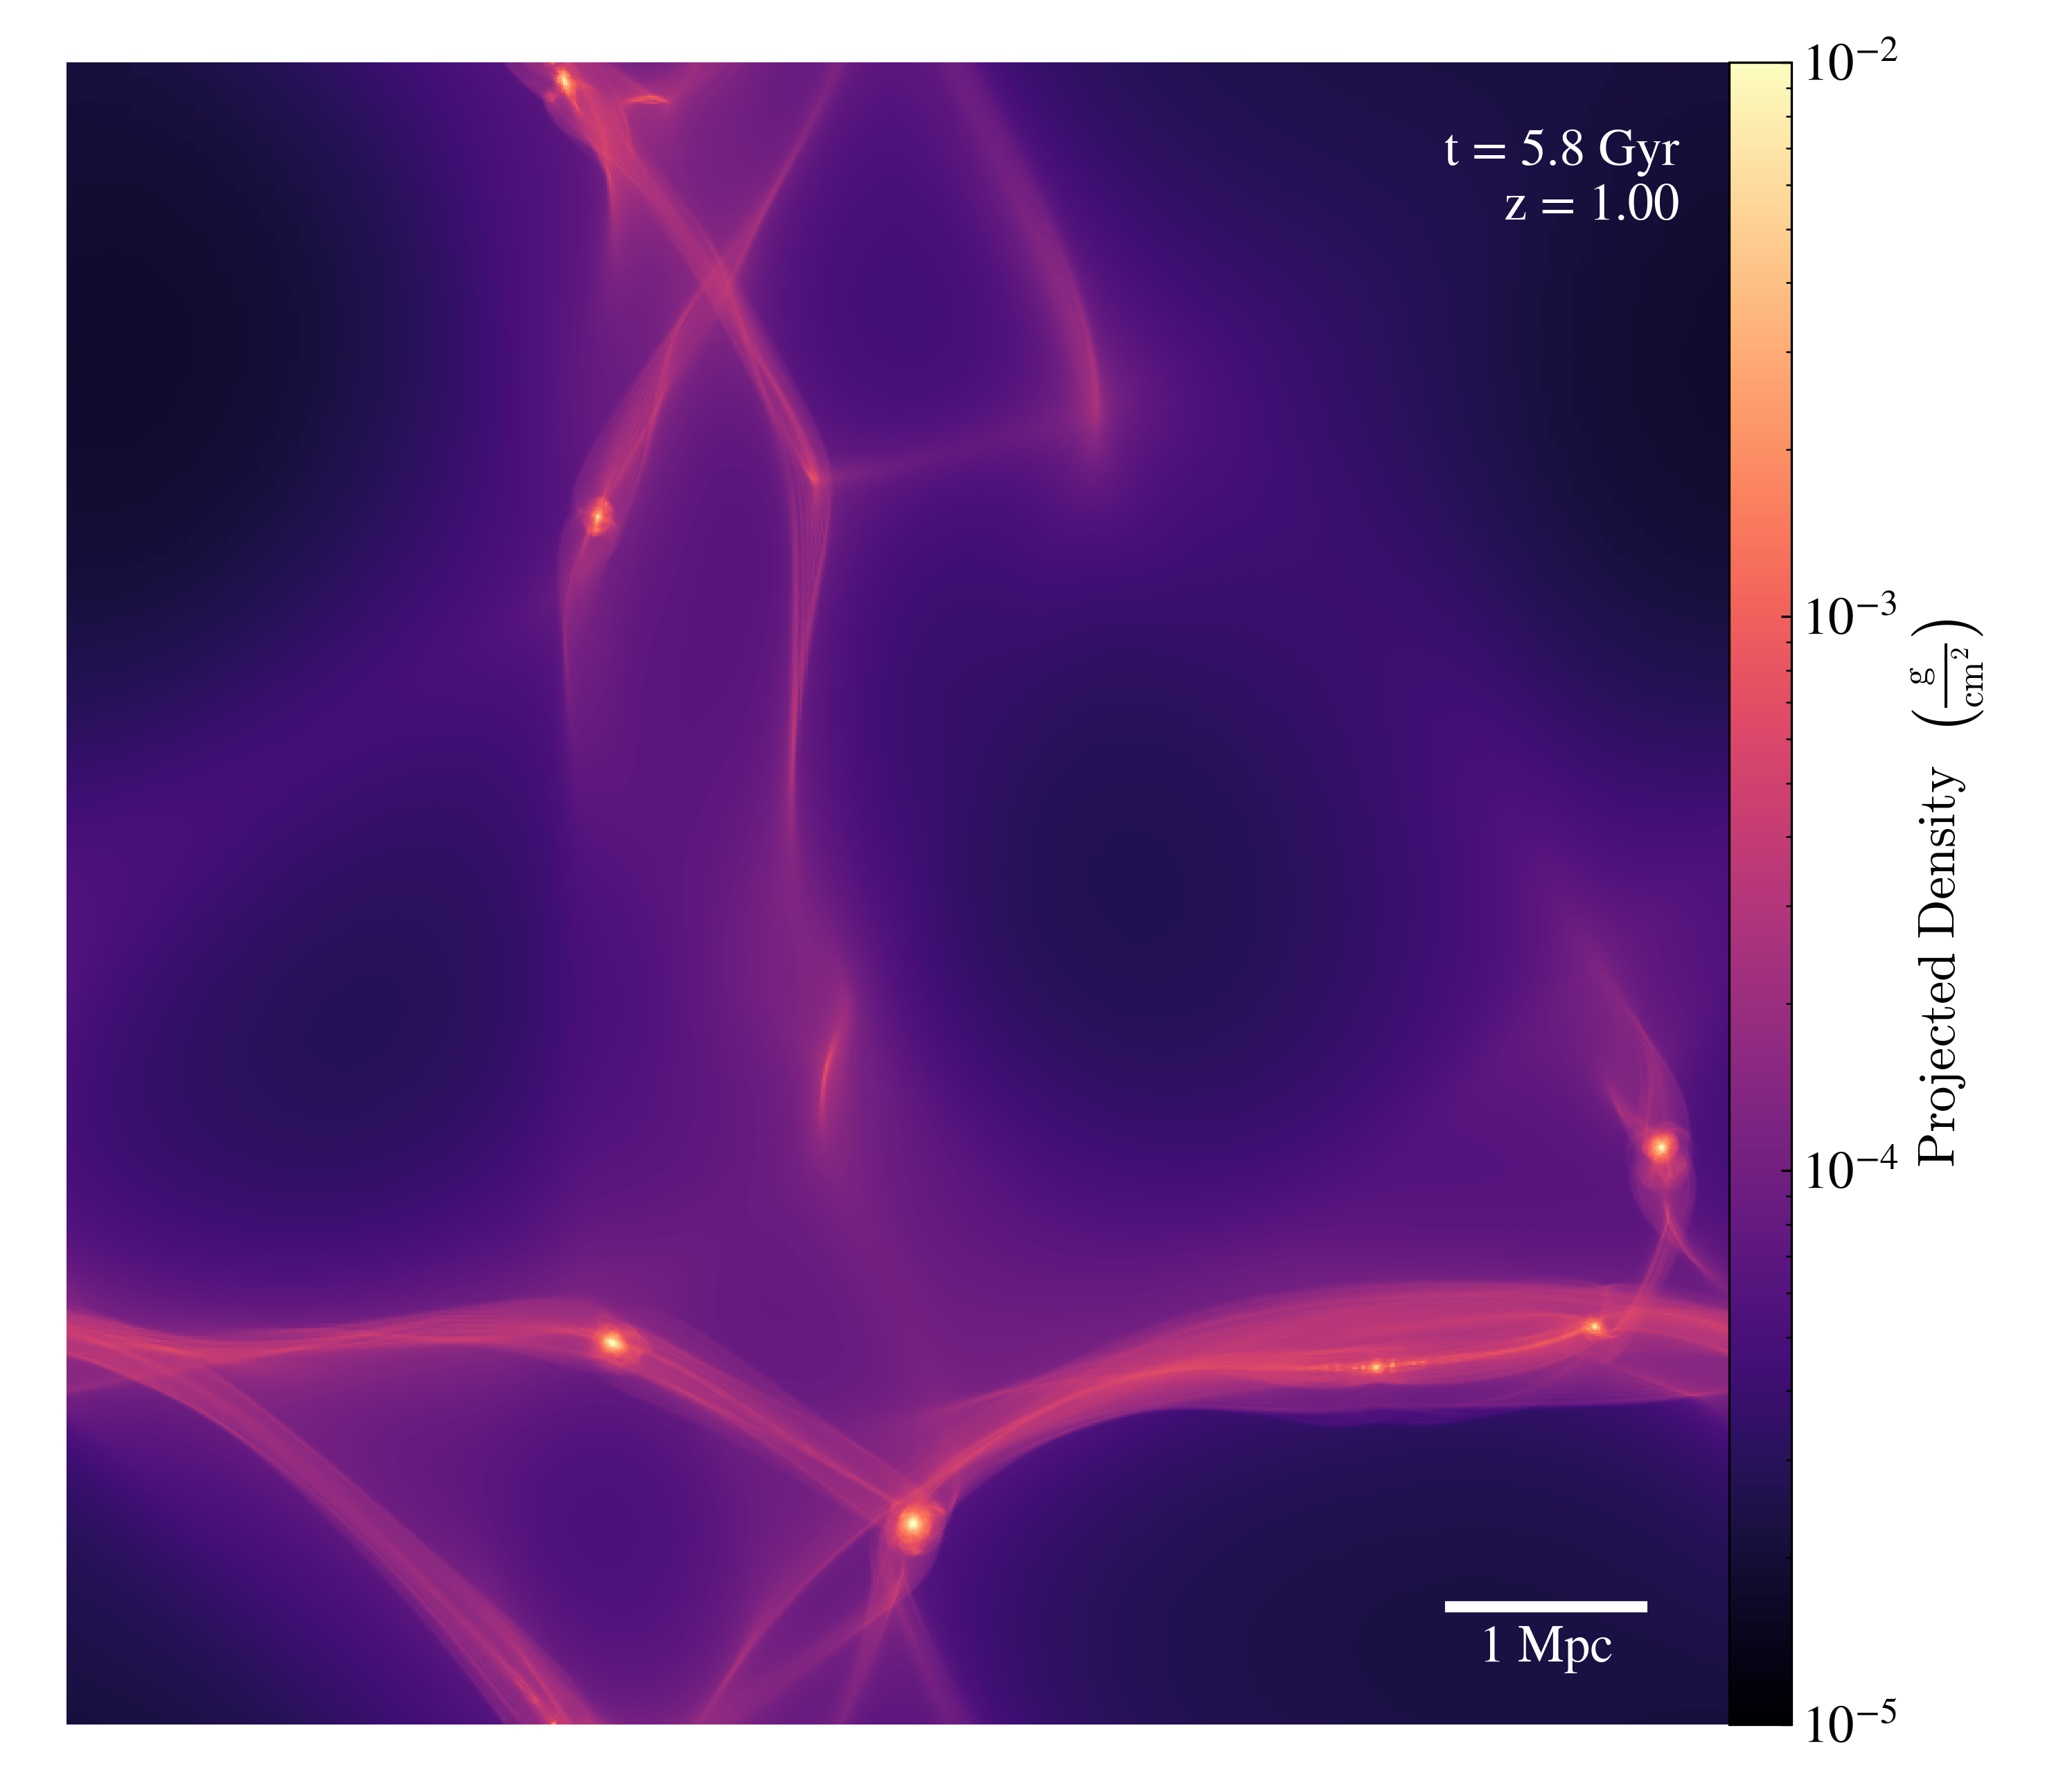 t = 5.8 Gyr
z = 1.00
1 Mpc
10⁻²
10⁻³
10⁻⁴
10⁻⁵
Projected Density (g/cm²)